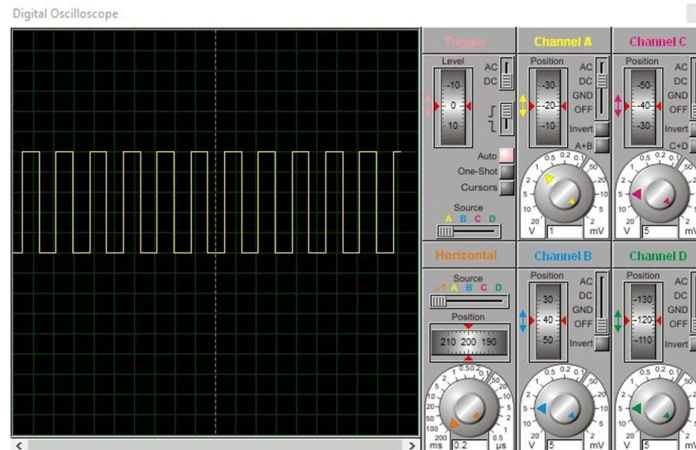 Digital Oscilloscope
Trigger
Level
AC
DC
-10
0
10
Auto
One-Shot
Cursors
Source
A B C D
Channel A
Position
AC
DC
GND
OFF
-30
-20
-10
Invert
A+B
V 1 mV
Channel C
Position
AC
DC
GND
OFF
-50
-40
-30
Invert
C+D
V 5 mV
Horizontal
Source
A B C D
Position
210 200 190
ms 0.2 µs
Channel B
Position
AC
DC
GND
OFF
30
40
50
Invert
V 5 mV
Channel D
Position
AC
DC
GND
OFF
-130
-120
-110
Invert
V 5 mV